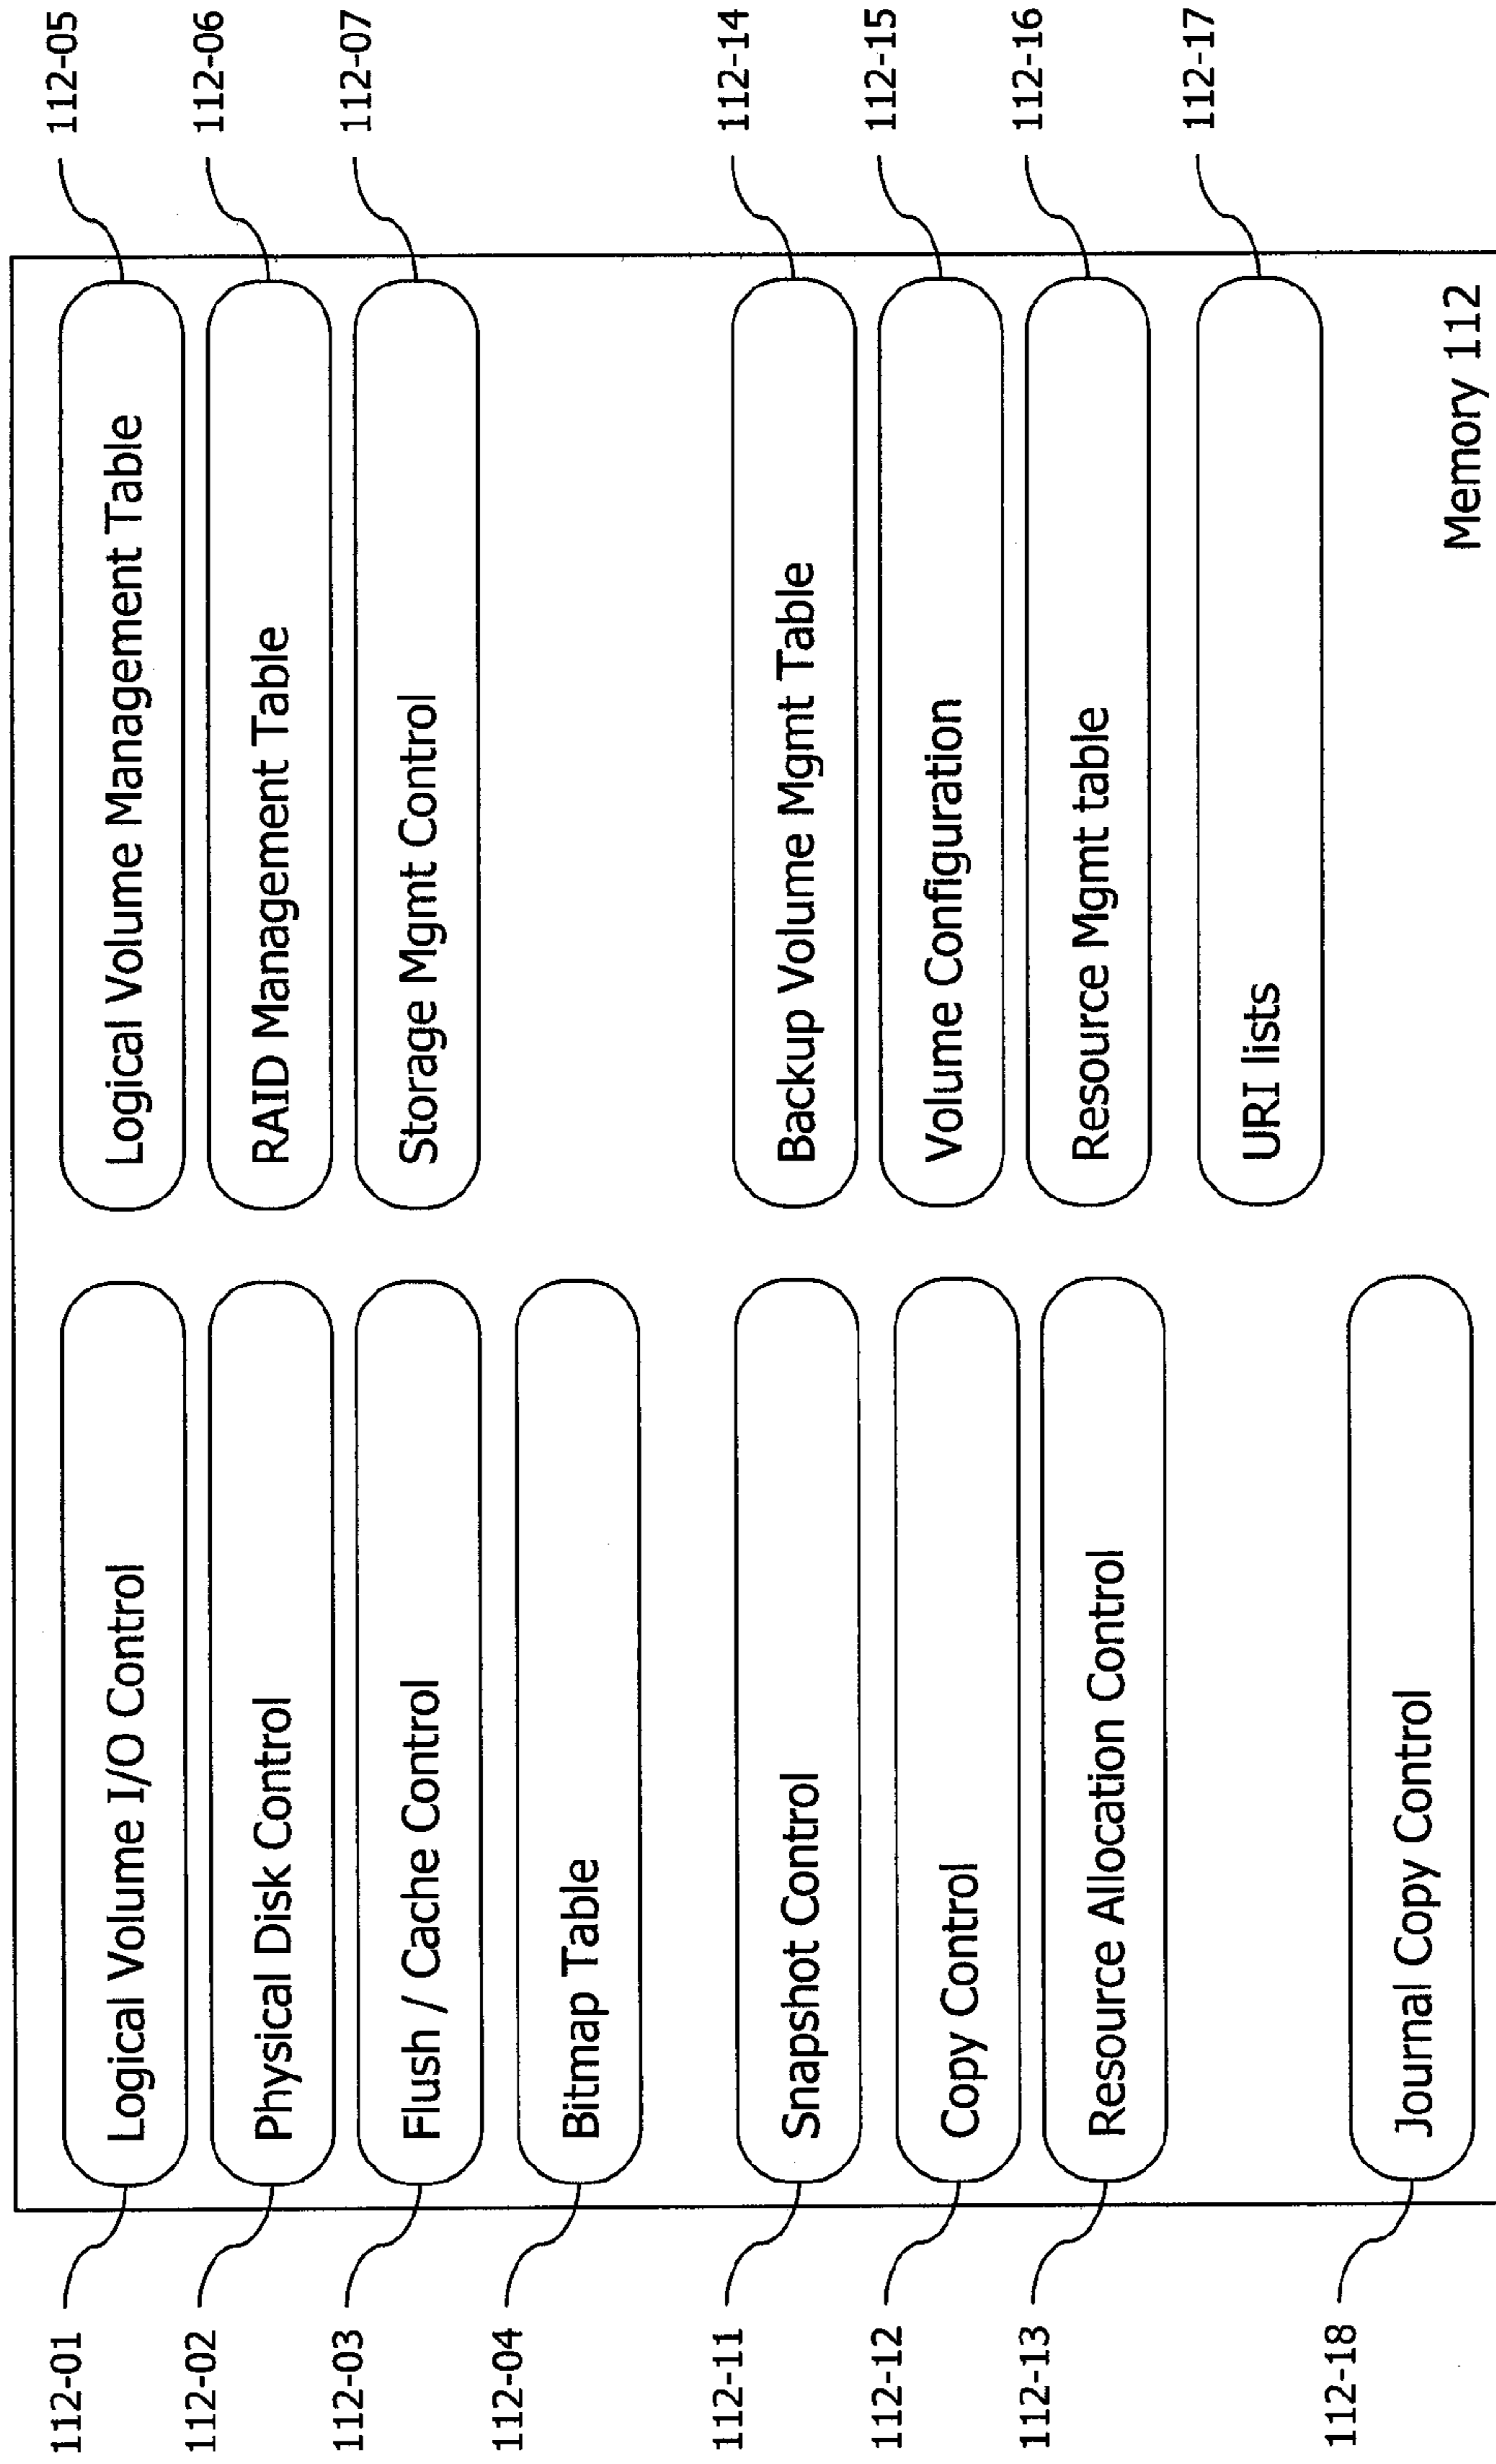 112-01
Logical Volume I/O Control
Logical Volume Management Table
112-05
112-02
Physical Disk Control
RAID Management Table
112-06
112-03
Flush / Cache Control
Storage Mgmt Control
112-07
112-04
Bitmap Table
112-11
Snapshot Control
Backup Volume Mgmt Table
112-14
112-12
Copy Control
Volume Configuration
112-15
112-13
Resource Allocation Control
Resource Mgmt table
112-16
URI lists
112-17
112-18
Journal Copy Control
Memory 112